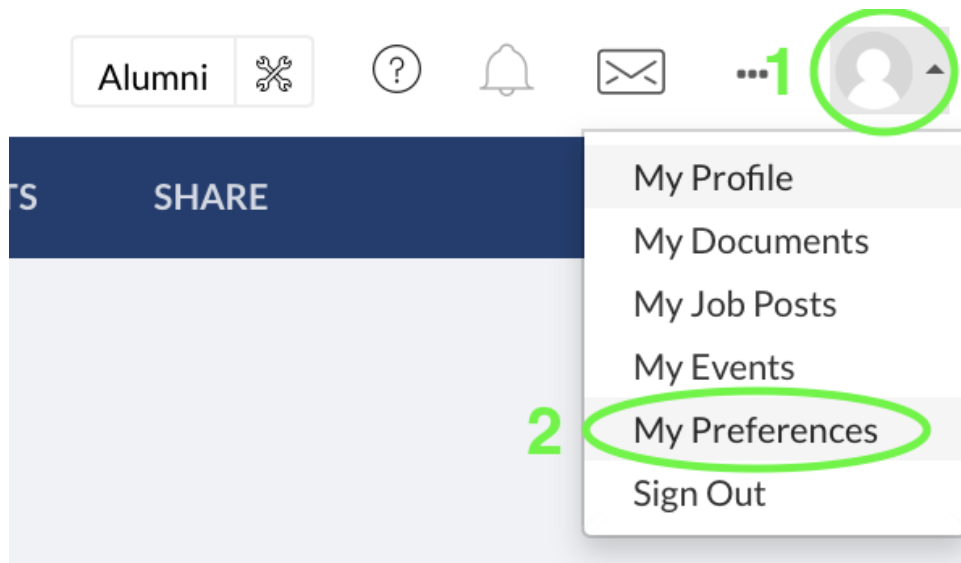 Alumni ? 1
TS SHARE
My Profile
My Documents
My Job Posts
My Events
2 My Preferences
Sign Out